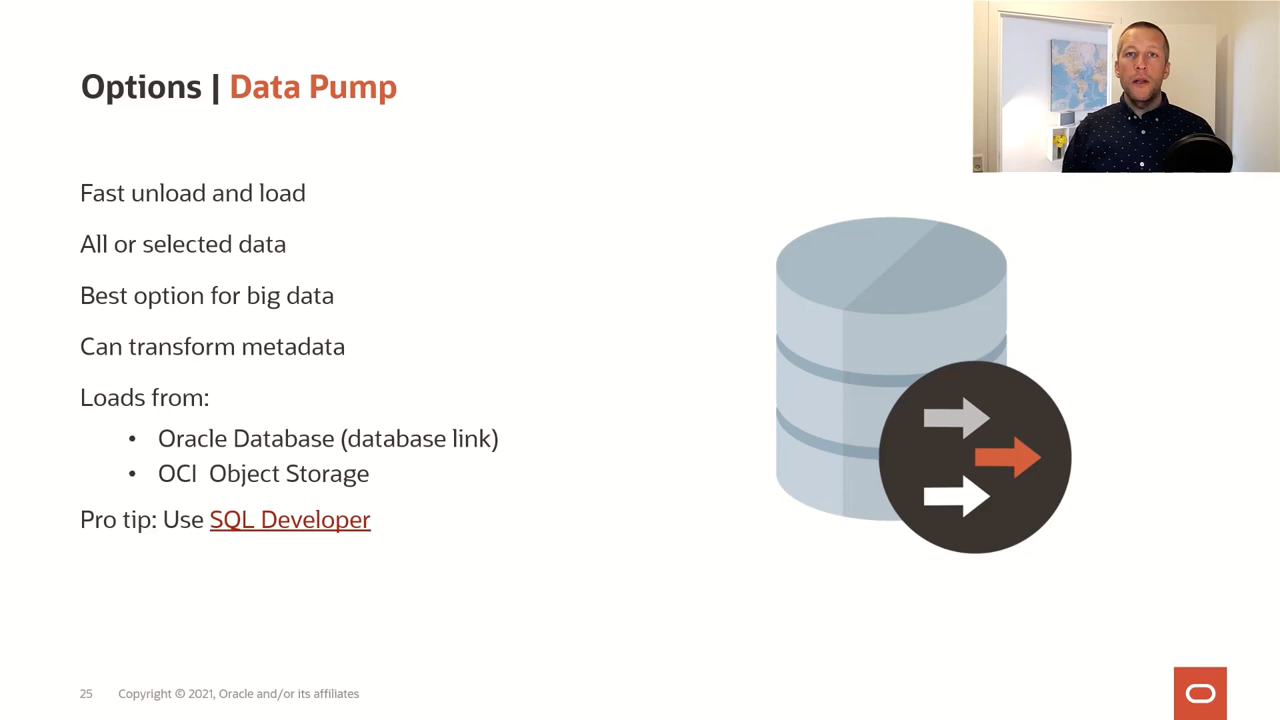 Options | Data Pump
Fast unload and load
All or selected data
Best option for big data
Can transform metadata
Loads from:
• Oracle Database (database link)
• OCI  Object Storage
Pro tip: Use SQL Developer
25 Copyright © 2021, Oracle and/or its affiliates